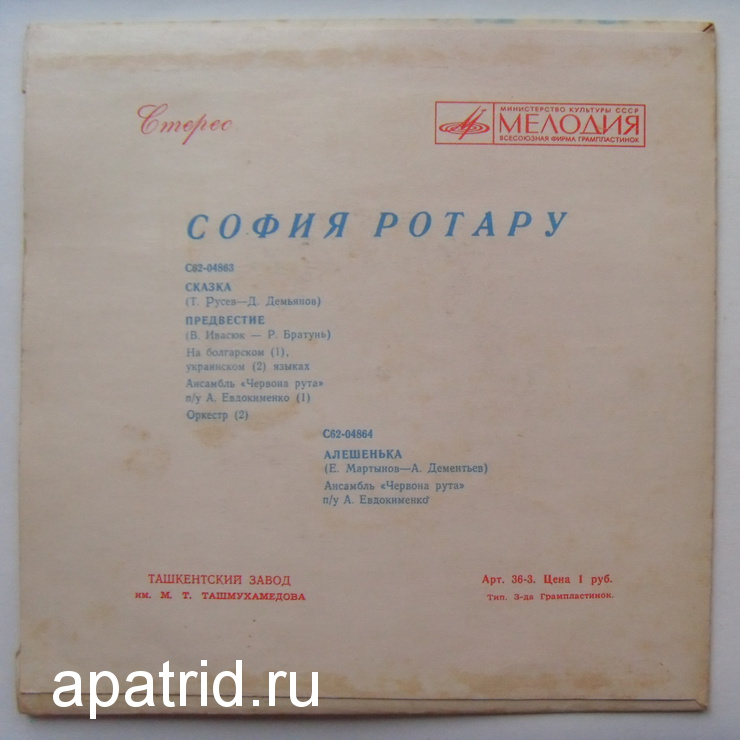 Стерео
МИНИСТЕРСТВО КУЛЬТУРЫ СССР
МЕЛОДИЯ
ВСЕСОЮЗНАЯ ФИРМА ГРАМПЛАСТИНОК
СОФИЯ РОТАРУ
С62-04863
СКАЗКА
(Т. Русев—Д. Демьянов)
ПРЕДВЕСТИЕ
(В. Ивасюк — Р. Братунь)
На болгарском (1),
украинском (2) языках
Ансамбль «Червона рута»
п/у А. Евдокименко (1)
Оркестр (2)
С62-04864
АЛЕШЕНЬКА
(Е. Мартынов—А. Дементьев)
Ансамбль «Червона рута»
п/у А. Евдокименко
ТАШКЕНТСКИЙ ЗАВОД
им. М. Т. ТАШМУХАМЕДОВА
Арт. 36-3. Цена 1 руб.
Тип. З-да Грампластинок.
apatrid.ru